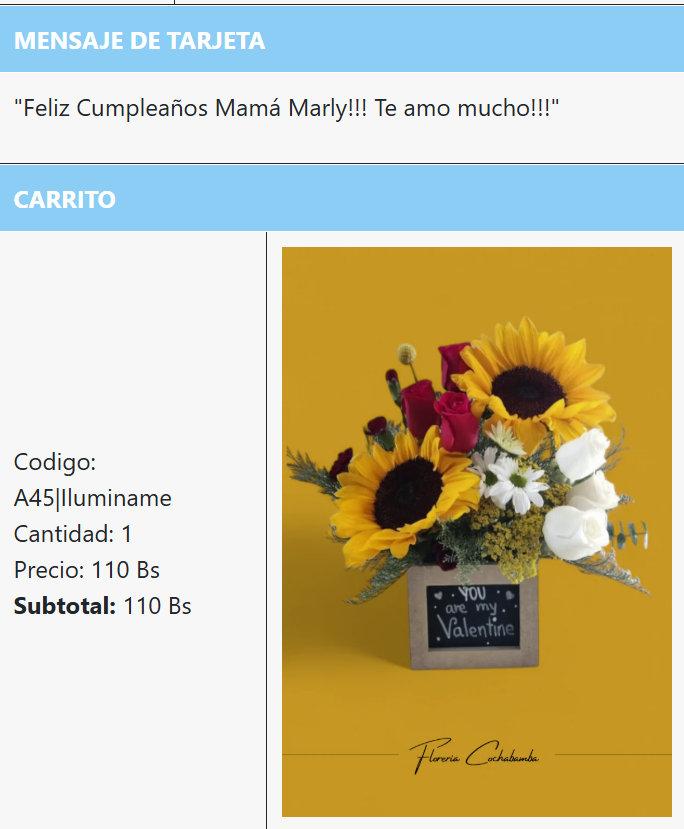 MENSAJE DE TARJETA
"Feliz Cumpleaños Mamá Marly!!! Te amo mucho!!!"
CARRITO
Codigo:
A45|Iluminame
Cantidad: 1
Precio: 110 Bs
Subtotal: 110 Bs
YOU
are my
Valentine
Florería Cochabamba